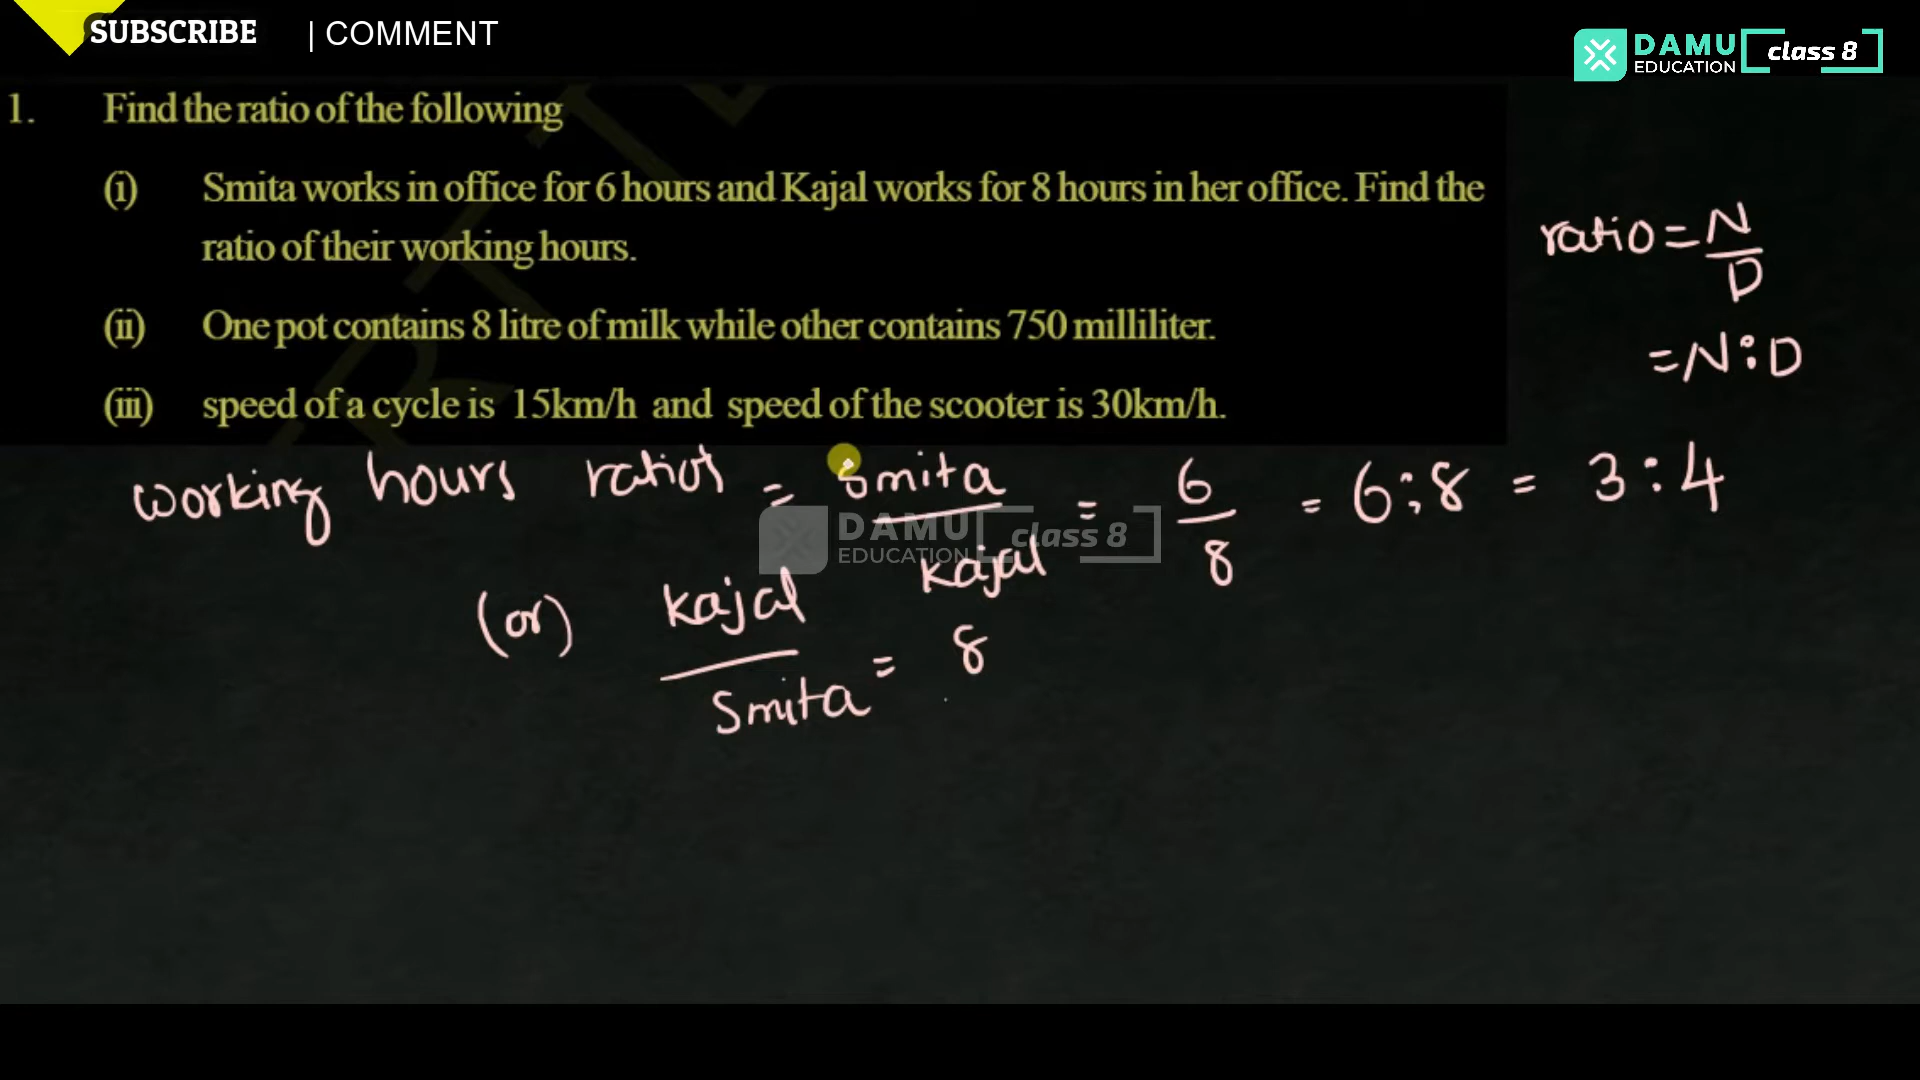 SUBSCRIBE | COMMENT
DAMU EDUCATION class 8
1. Find the ratio of the following
(i) Smita works in office for 6 hours and Kajal works for 8 hours in her office. Find the
ratio of their working hours.
ratio = N/D
(ii) One pot contains 8 litre of milk while other contains 750 milliliter.
= N : D
(iii) speed of a cycle is 15km/h and speed of the scooter is 30km/h.
working hours ratios = Smita/Kajal = 6/8 = 6:8 = 3:4
DAMU EDUCATION class 8
(or) Kajal/Smita = 8